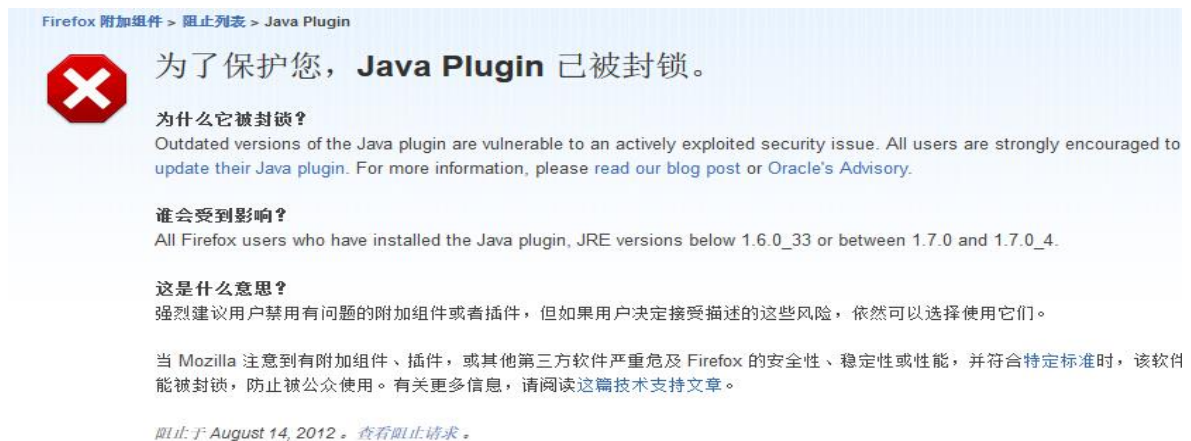 Firefox 附加组件 > 阻止列表 > Java Plugin
为了保护您，Java Plugin 已被封锁。
为什么它被封锁？
Outdated versions of the Java plugin are vulnerable to an actively exploited security issue. All users are strongly encouraged to
update their Java plugin. For more information, please read our blog post or Oracle's Advisory.
谁会受到影响？
All Firefox users who have installed the Java plugin, JRE versions below 1.6.0_33 or between 1.7.0 and 1.7.0_4.
这是什么意思？
强烈建议用户禁用有问题的附加组件或者插件，但如果用户决定接受描述的这些风险，依然可以选择使用它们。
当 Mozilla 注意到有附加组件、插件，或其他第三方软件严重危及 Firefox 的安全性、稳定性或性能，并符合特定标准时，该软件
能被封锁，防止被公众使用。有关更多信息，请阅读这篇技术支持文章。
阻止于 August 14, 2012 。查看阻止请求 。